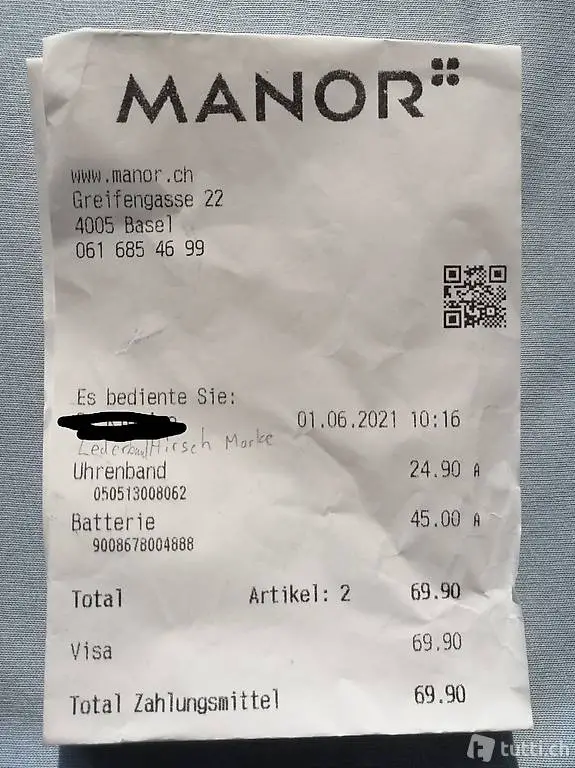 MANOR
www.manor.ch
Greifengasse 22
4005 Basel
061 685 46 99
Es bediente Sie:
01.06.2021 10:16
Lederband Hirsch Marke
Uhrenband 24.90 A
050513008062
Batterie 45.00 A
9008678004888
Total Artikel: 2 69.90
Visa 69.90
Total Zahlungsmittel 69.90
tutti.ch